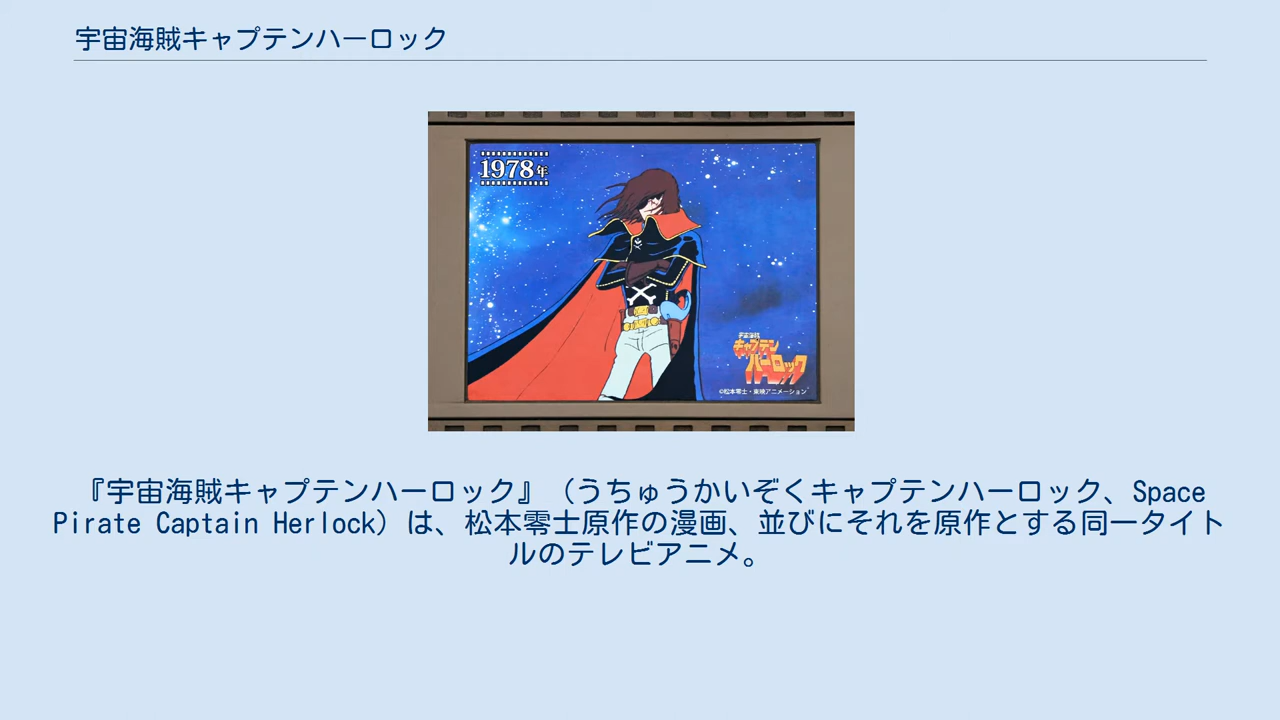 宇宙海賊キャプテンハーロック
1978年
宇宙海賊
キャプテン
ハーロック
©松本零士・東映アニメーション
『宇宙海賊キャプテンハーロック』（うちゅうかいぞくキャプテンハーロック、Space
Pirate Captain Herlock）は、松本零士原作の漫画、並びにそれを原作とする同一タイト
ルのテレビアニメ。